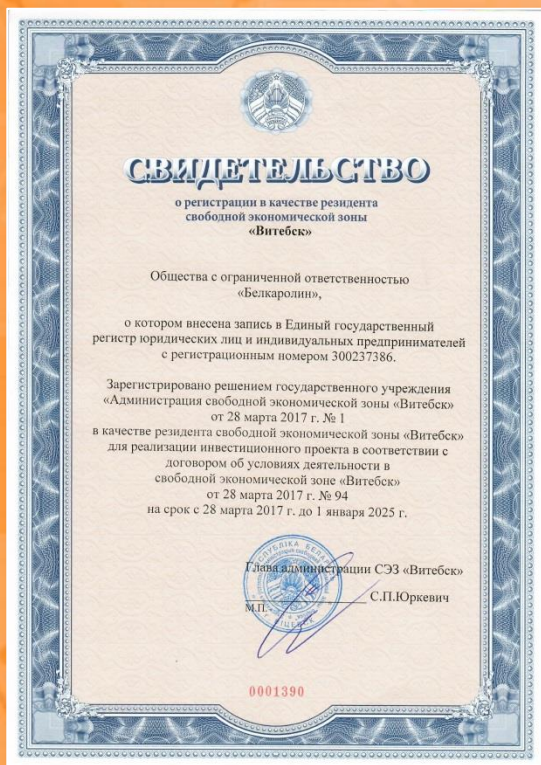 СВИДЕТЕЛЬСТВО
о регистрации в качестве резидента
свободной экономической зоны
«Витебск»
Общества с ограниченной ответственностью
«Белкаролин»,
о котором внесена запись в Единый государственный
регистр юридических лиц и индивидуальных предпринимателей
с регистрационным номером 300237386.
Зарегистрировано решением государственного учреждения
«Администрация свободной экономической зоны «Витебск»
от 28 марта 2017 г. № 1
в качестве резидента свободной экономической зоны «Витебск»
для реализации инвестиционного проекта в соответствии с
договором об условиях деятельности в
свободной экономической зоне «Витебск»
от 28 марта 2017 г. № 94
на срок с 28 марта 2017 г. до 1 января 2025 г.
Глава администрации СЭЗ «Витебск»
С.П.Юркевич
М.П.
0001390